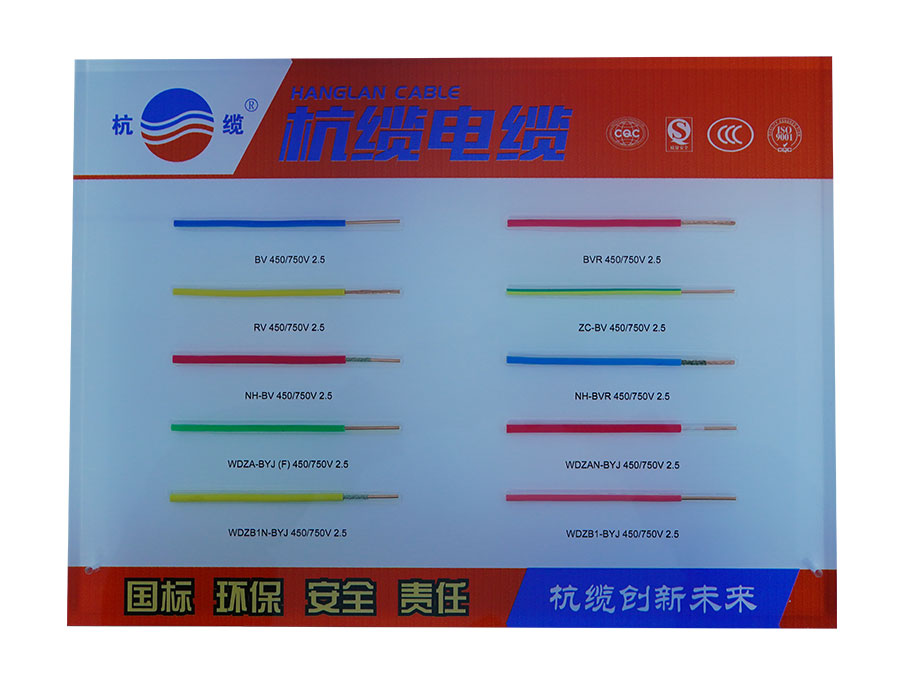 杭 缆 ®
HANGLAN CABLE
杭缆电缆
CQC
S
CCC
ISO
9001
CQC
BV 450/750V 2.5
BVR 450/750V 2.5
RV 450/750V 2.5
ZC-BV 450/750V 2.5
NH-BV 450/750V 2.5
NH-BVR 450/750V 2.5
WDZA-BYJ (F) 450/750V 2.5
WDZAN-BYJ 450/750V 2.5
WDZB1N-BYJ 450/750V 2.5
WDZB1-BYJ 450/750V 2.5
国标 环保 安全 责任
杭缆创新未来